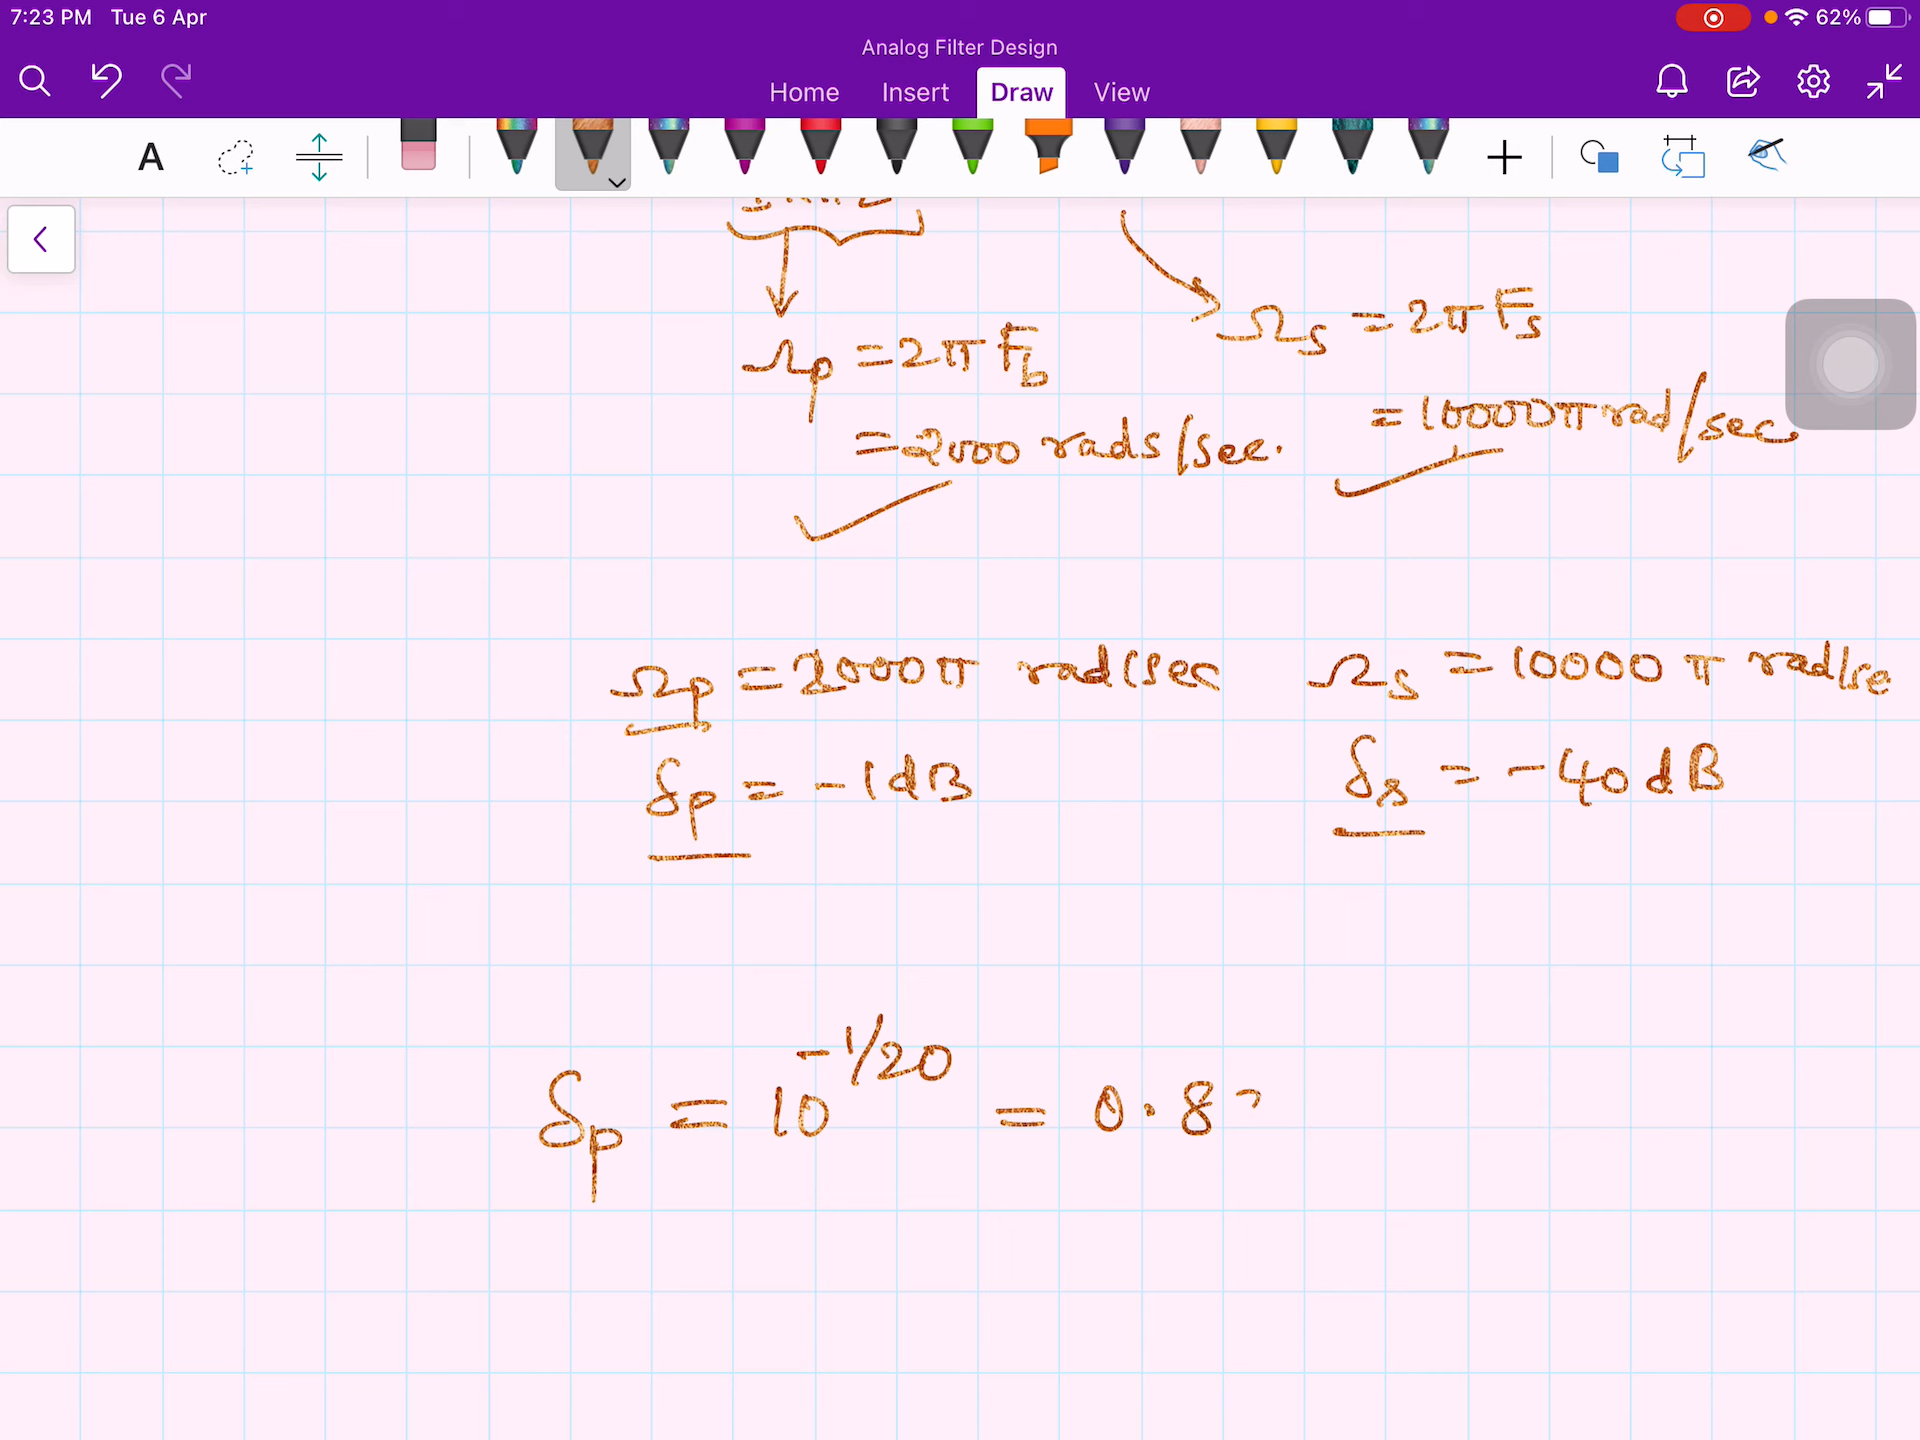 7:23 PM Tue 6 Apr 62%
Analog Filter Design
Home Insert Draw View
A
Ωp = 2π Fb
Ωs = 2π Fs
= 2000 rads/sec.
= 10000π rad/sec
Ωp = 2000π rad/sec Ωs = 10000 π rad/se
δp = -1dB δs = -40 dB
δp = 10^-1/20 = 0.8